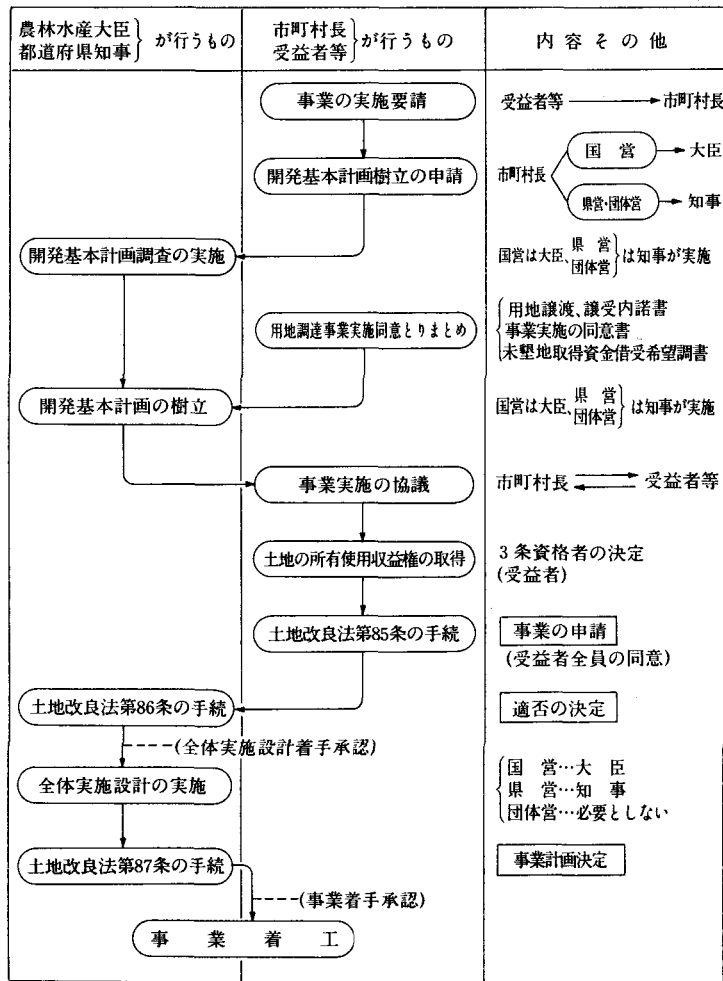 農林水産大臣
都道府県知事
が行うもの
市町村長
受益者等
が行うもの
内容その他
事業の実施要請
受益者等
市町村長
開発基本計画樹立の申請
市町村長
国営
大臣
県営・団体営
知事
開発基本計画調査の実施
国営は大臣、
県営
団体営
は知事が実施
用地調達事業実施同意とりまとめ
用地譲渡、譲受内諾書
事業実施の同意書
未墾地取得資金借受希望調書
開発基本計画の樹立
国営は大臣、
県営
団体営
は知事が実施
事業実施の協議
市町村長
受益者等
土地の所有使用収益権の取得
3条資格者の決定
(受益者)
土地改良法第85条の手続
事業の申請
(受益者全員の同意)
土地改良法第86条の手続
適否の決定
(全体実施設計着手承認)
全体実施設計の実施
国営…大臣
県営…知事
団体営…必要としない
土地改良法第87条の手続
事業計画決定
(事業着手承認)
事業着工